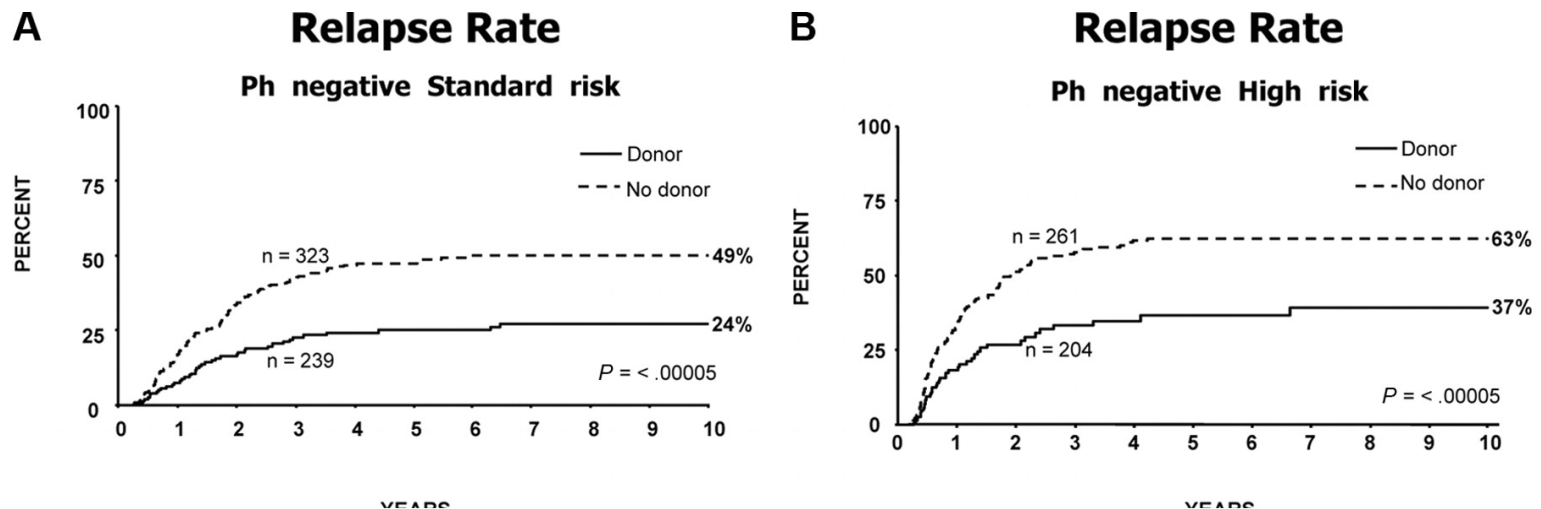 A
Relapse Rate
Ph negative Standard risk
100
75
50
25
0
PERCENT
Donor
No donor
n = 323
49%
24%
n = 239
P = < .00005
0 1 2 3 4 5 6 7 8 9 10
YEARS
B
Relapse Rate
Ph negative High risk
100
75
50
25
0
PERCENT
Donor
No donor
n = 261
63%
37%
n = 204
P = < .00005
0 1 2 3 4 5 6 7 8 9 10
YEARS